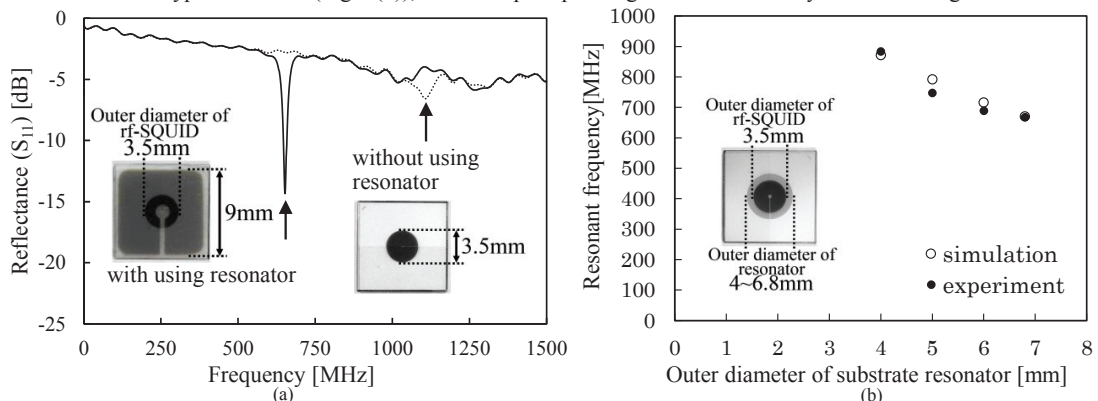 0
-5
-10
-15
-20
-25
Reflectance (S11) [dB]
Outer diameter of
rf-SQUID
3.5mm
9mm
with using resonator
without using
resonator
3.5mm
0 250 500 750 1000 1250 1500
Frequency [MHz]
(a)
1000
900
800
700
600
500
400
300
200
100
0
Resonant frequency[MHz]
Outer diameter of
rf-SQUID
3.5mm
Outer diameter of
resonator
4~6.8mm
simulation
experiment
0 1 2 3 4 5 6 7 8
Outer diameter of substrate resonator [mm]
(b)